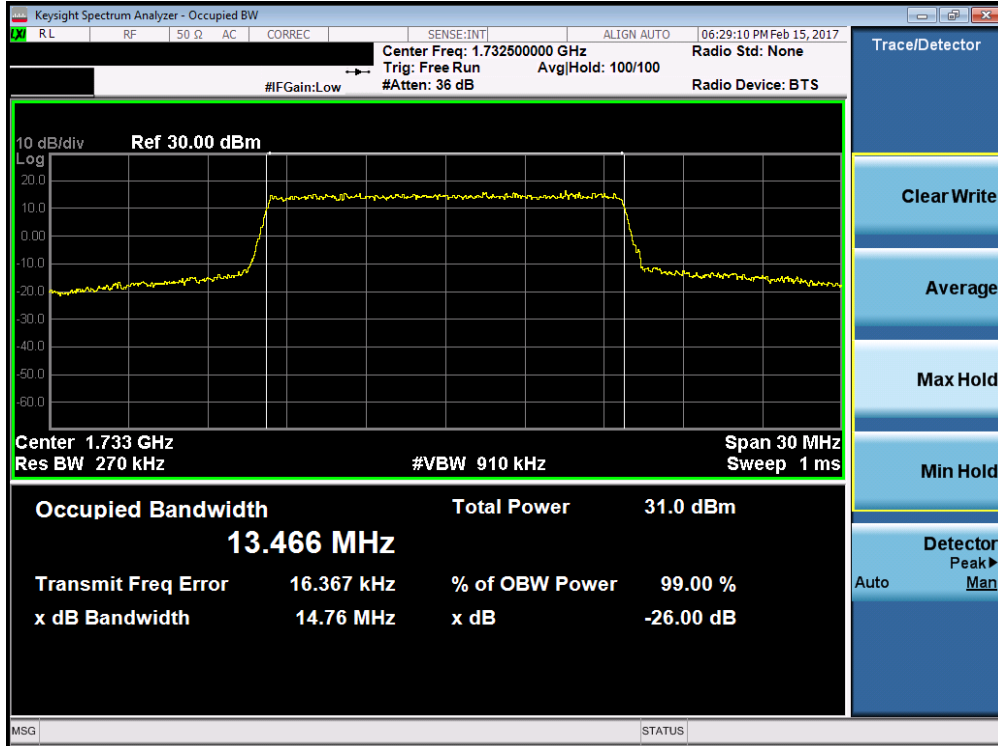 Keysight Spectrum Analyzer - Occupied BW
LXI RL RF 50 Ω AC CORREC SENSE:INT ALIGN AUTO 06:29:10 PM Feb 15, 2017
Center Freq: 1.732500000 GHz Radio Std: None
Trig: Free Run Avg|Hold: 100/100
#IFGain:Low #Atten: 36 dB Radio Device: BTS
Trace/Detector
10 dB/div Ref 30.00 dBm
Log
20.0
10.0
0.00
-10.0
-20.0
-30.0
-40.0
-50.0
-60.0
Center 1.733 GHz Span 30 MHz
Res BW 270 kHz #VBW 910 kHz Sweep 1 ms
Occupied Bandwidth Total Power 31.0 dBm
13.466 MHz
Transmit Freq Error 16.367 kHz % of OBW Power 99.00 %
x dB Bandwidth 14.76 MHz x dB -26.00 dB
Clear Write
Average
Max Hold
Min Hold
Detector
Peak▶
Auto Man
MSG STATUS